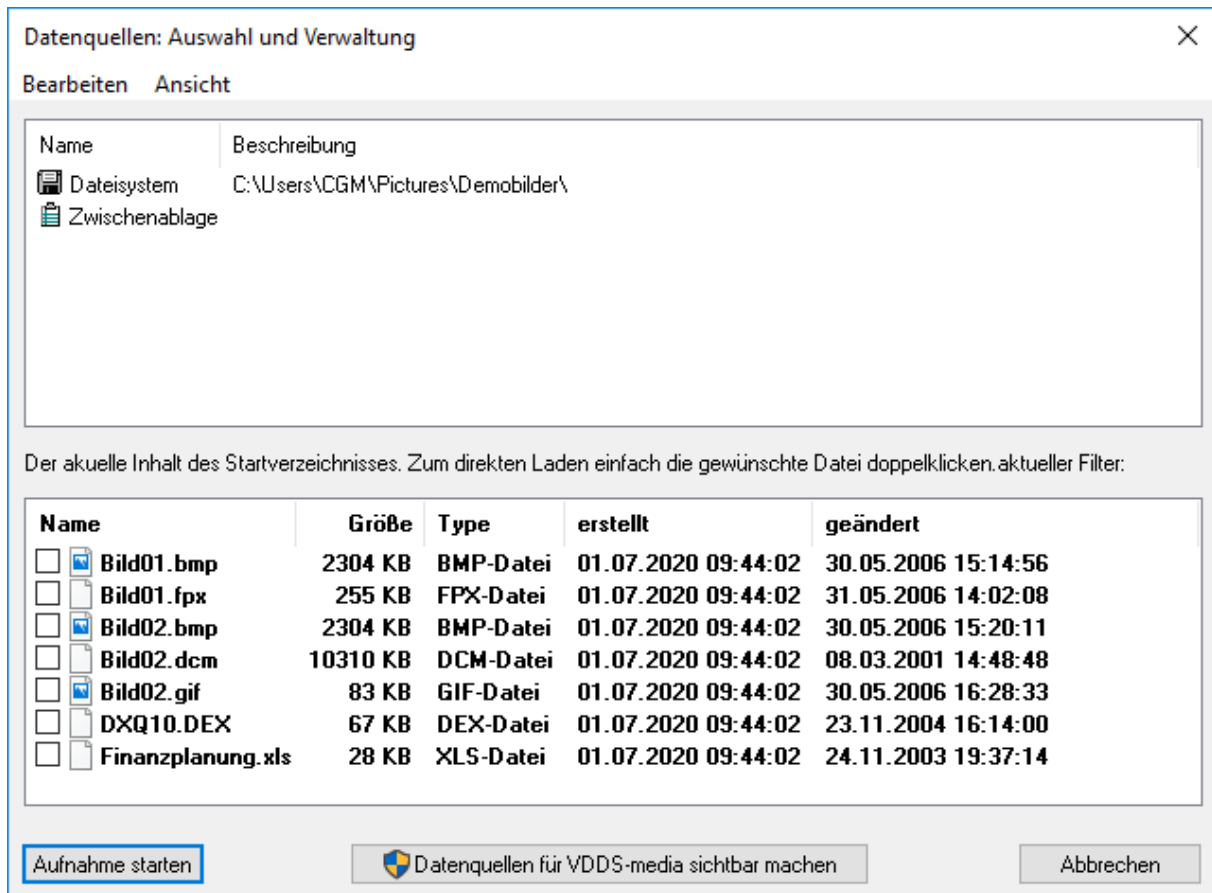 Datenquellen: Auswahl und Verwaltung
Bearbeiten Ansicht
Name Beschreibung
Dateisystem C:\Users\CGM\Pictures\Demobilder\
Zwischenablage
Der akuelle Inhalt des Startverzeichnisses. Zum direkten Laden einfach die gewünschte Datei doppelklicken.aktueller Filter:
Name Größe Type erstellt geändert
Bild01.bmp 2304 KB BMP-Datei 01.07.2020 09:44:02 30.05.2006 15:14:56
Bild01.fpx 255 KB FPX-Datei 01.07.2020 09:44:02 31.05.2006 14:02:08
Bild02.bmp 2304 KB BMP-Datei 01.07.2020 09:44:02 30.05.2006 15:20:11
Bild02.dcm 10310 KB DCM-Datei 01.07.2020 09:44:02 08.03.2001 14:48:48
Bild02.gif 83 KB GIF-Datei 01.07.2020 09:44:02 30.05.2006 16:28:33
DXQ10.DEX 67 KB DEX-Datei 01.07.2020 09:44:02 23.11.2004 16:14:00
Finanzplanung.xls 28 KB XLS-Datei 01.07.2020 09:44:02 24.11.2003 19:37:14
Aufnahme starten Datenquellen für VDDS-media sichtbar machen Abbrechen